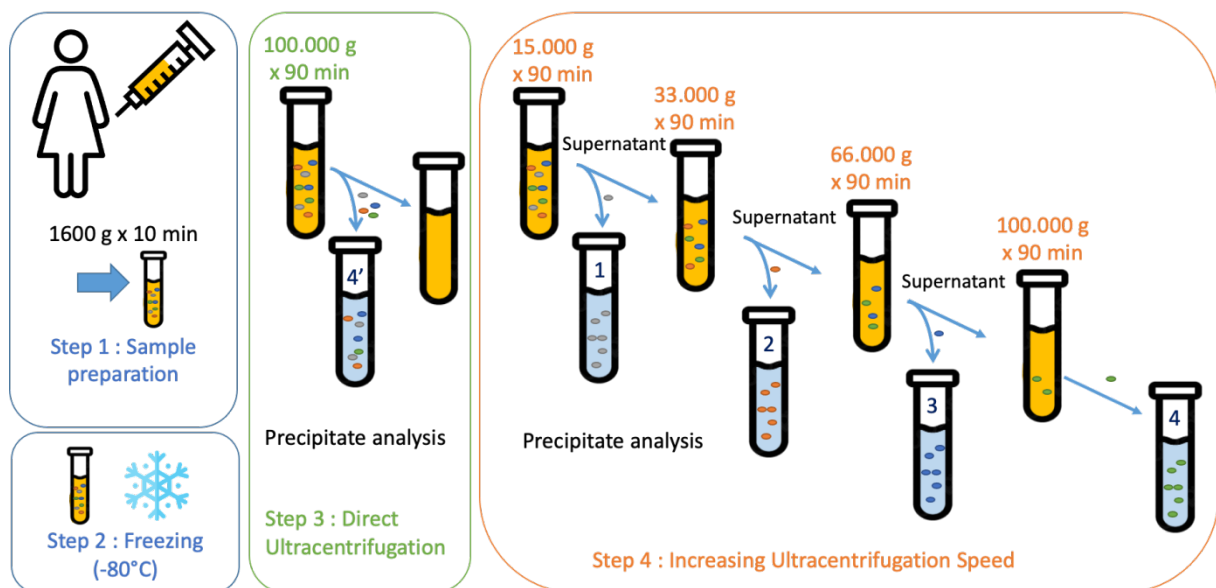 1600 g x 10 min
Step 1 : Sample
preparation
Step 2 : Freezing
(-80°C)
100.000 g
x 90 min
4’
Precipitate analysis
Step 3 : Direct
Ultracentrifugation
15.000 g
x 90 min
Supernatant
33.000 g
x 90 min
1
Supernatant
66.000 g
x 90 min
2
Supernatant
100.000 g
x 90 min
3
4
Precipitate analysis
Step 4 : Increasing Ultracentrifugation Speed